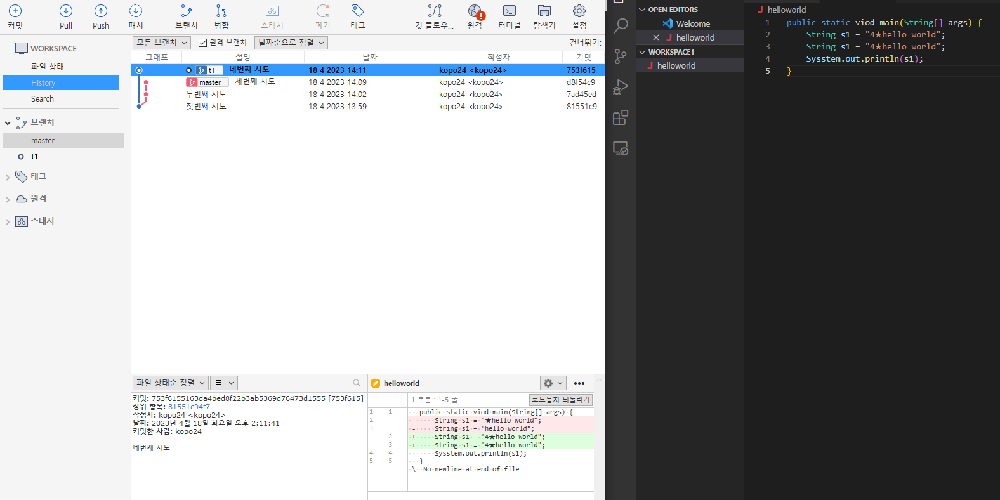 커밋 Pull Push 패치 브랜치 병합 스태시 폐기 태그 깃 플로우... 원격 터미널 탐색기 설정
WORKSPACE
파일 상태
History
Search
브랜치
master
t1
태그
원격
스태시
모든 브랜치 원격 브랜치 날짜순으로 정렬 건너뛰기:
그래프 설명 날짜 작성자 커밋
t1 네번째 시도 18 4 2023 14:11 kopo24 <kopo24> 753f615
master 세번째 시도 18 4 2023 14:09 kopo24 <kopo24> d8f54c9
두번째 시도 18 4 2023 14:02 kopo24 <kopo24> 7ad45ed
첫번째 시도 18 4 2023 13:59 kopo24 <kopo24> 81551c9
파일 상태순 정렬
커밋: 753f6155163da4bed8f22b3ab5369d76473d1555 [753f615]
상위 항목: 81551c94f7
작성자: kopo24 <kopo24>
날짜: 2023년 4월 18일 화요일 오후 2:11:41
커밋한 사람: kopo24
네번째 시도
helloworld
1 부분 : 1-5 줄 코드뭉치 되돌리기
1 1 public static viod main(String[] args) {
2 - String s1 = "★hello world";
3 - String s1 = "hello world";
2 + String s1 = "4★hello world";
3 + String s1 = "4★hello world";
4 4 Sysstem.out.println(s1);
5 5 }
\ No newline at end of file
OPEN EDITORS
Welcome
helloworld
WORKSPACE1
helloworld
helloworld
1 public static viod main(String[] args) {
2 String s1 = "4★hello world";
3 String s1 = "4★hello world";
4 Sysstem.out.println(s1);
5 }